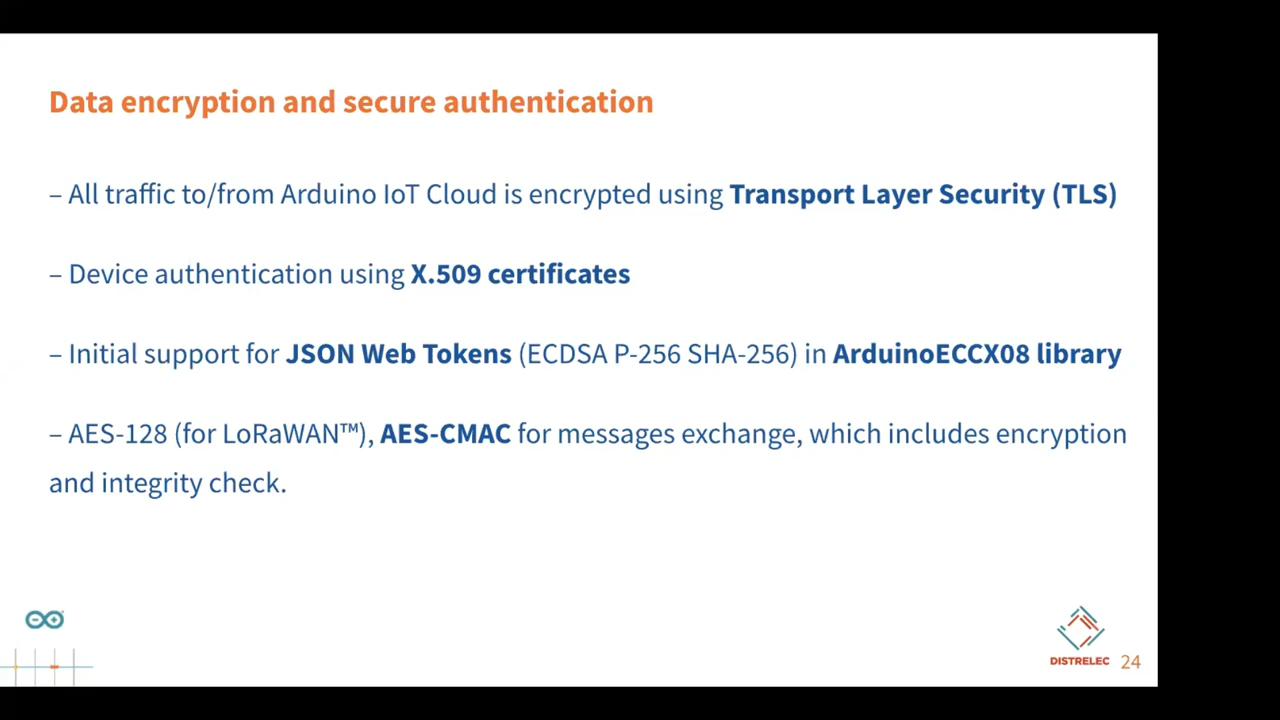 Data encryption and secure authentication
– All traffic to/from Arduino IoT Cloud is encrypted using Transport Layer Security (TLS)
– Device authentication using X.509 certificates
– Initial support for JSON Web Tokens (ECDSA P-256 SHA-256) in ArduinoECCX08 library
– AES-128 (for LoRaWAN™), AES-CMAC for messages exchange, which includes encryption
and integrity check.
DISTRELEC 24